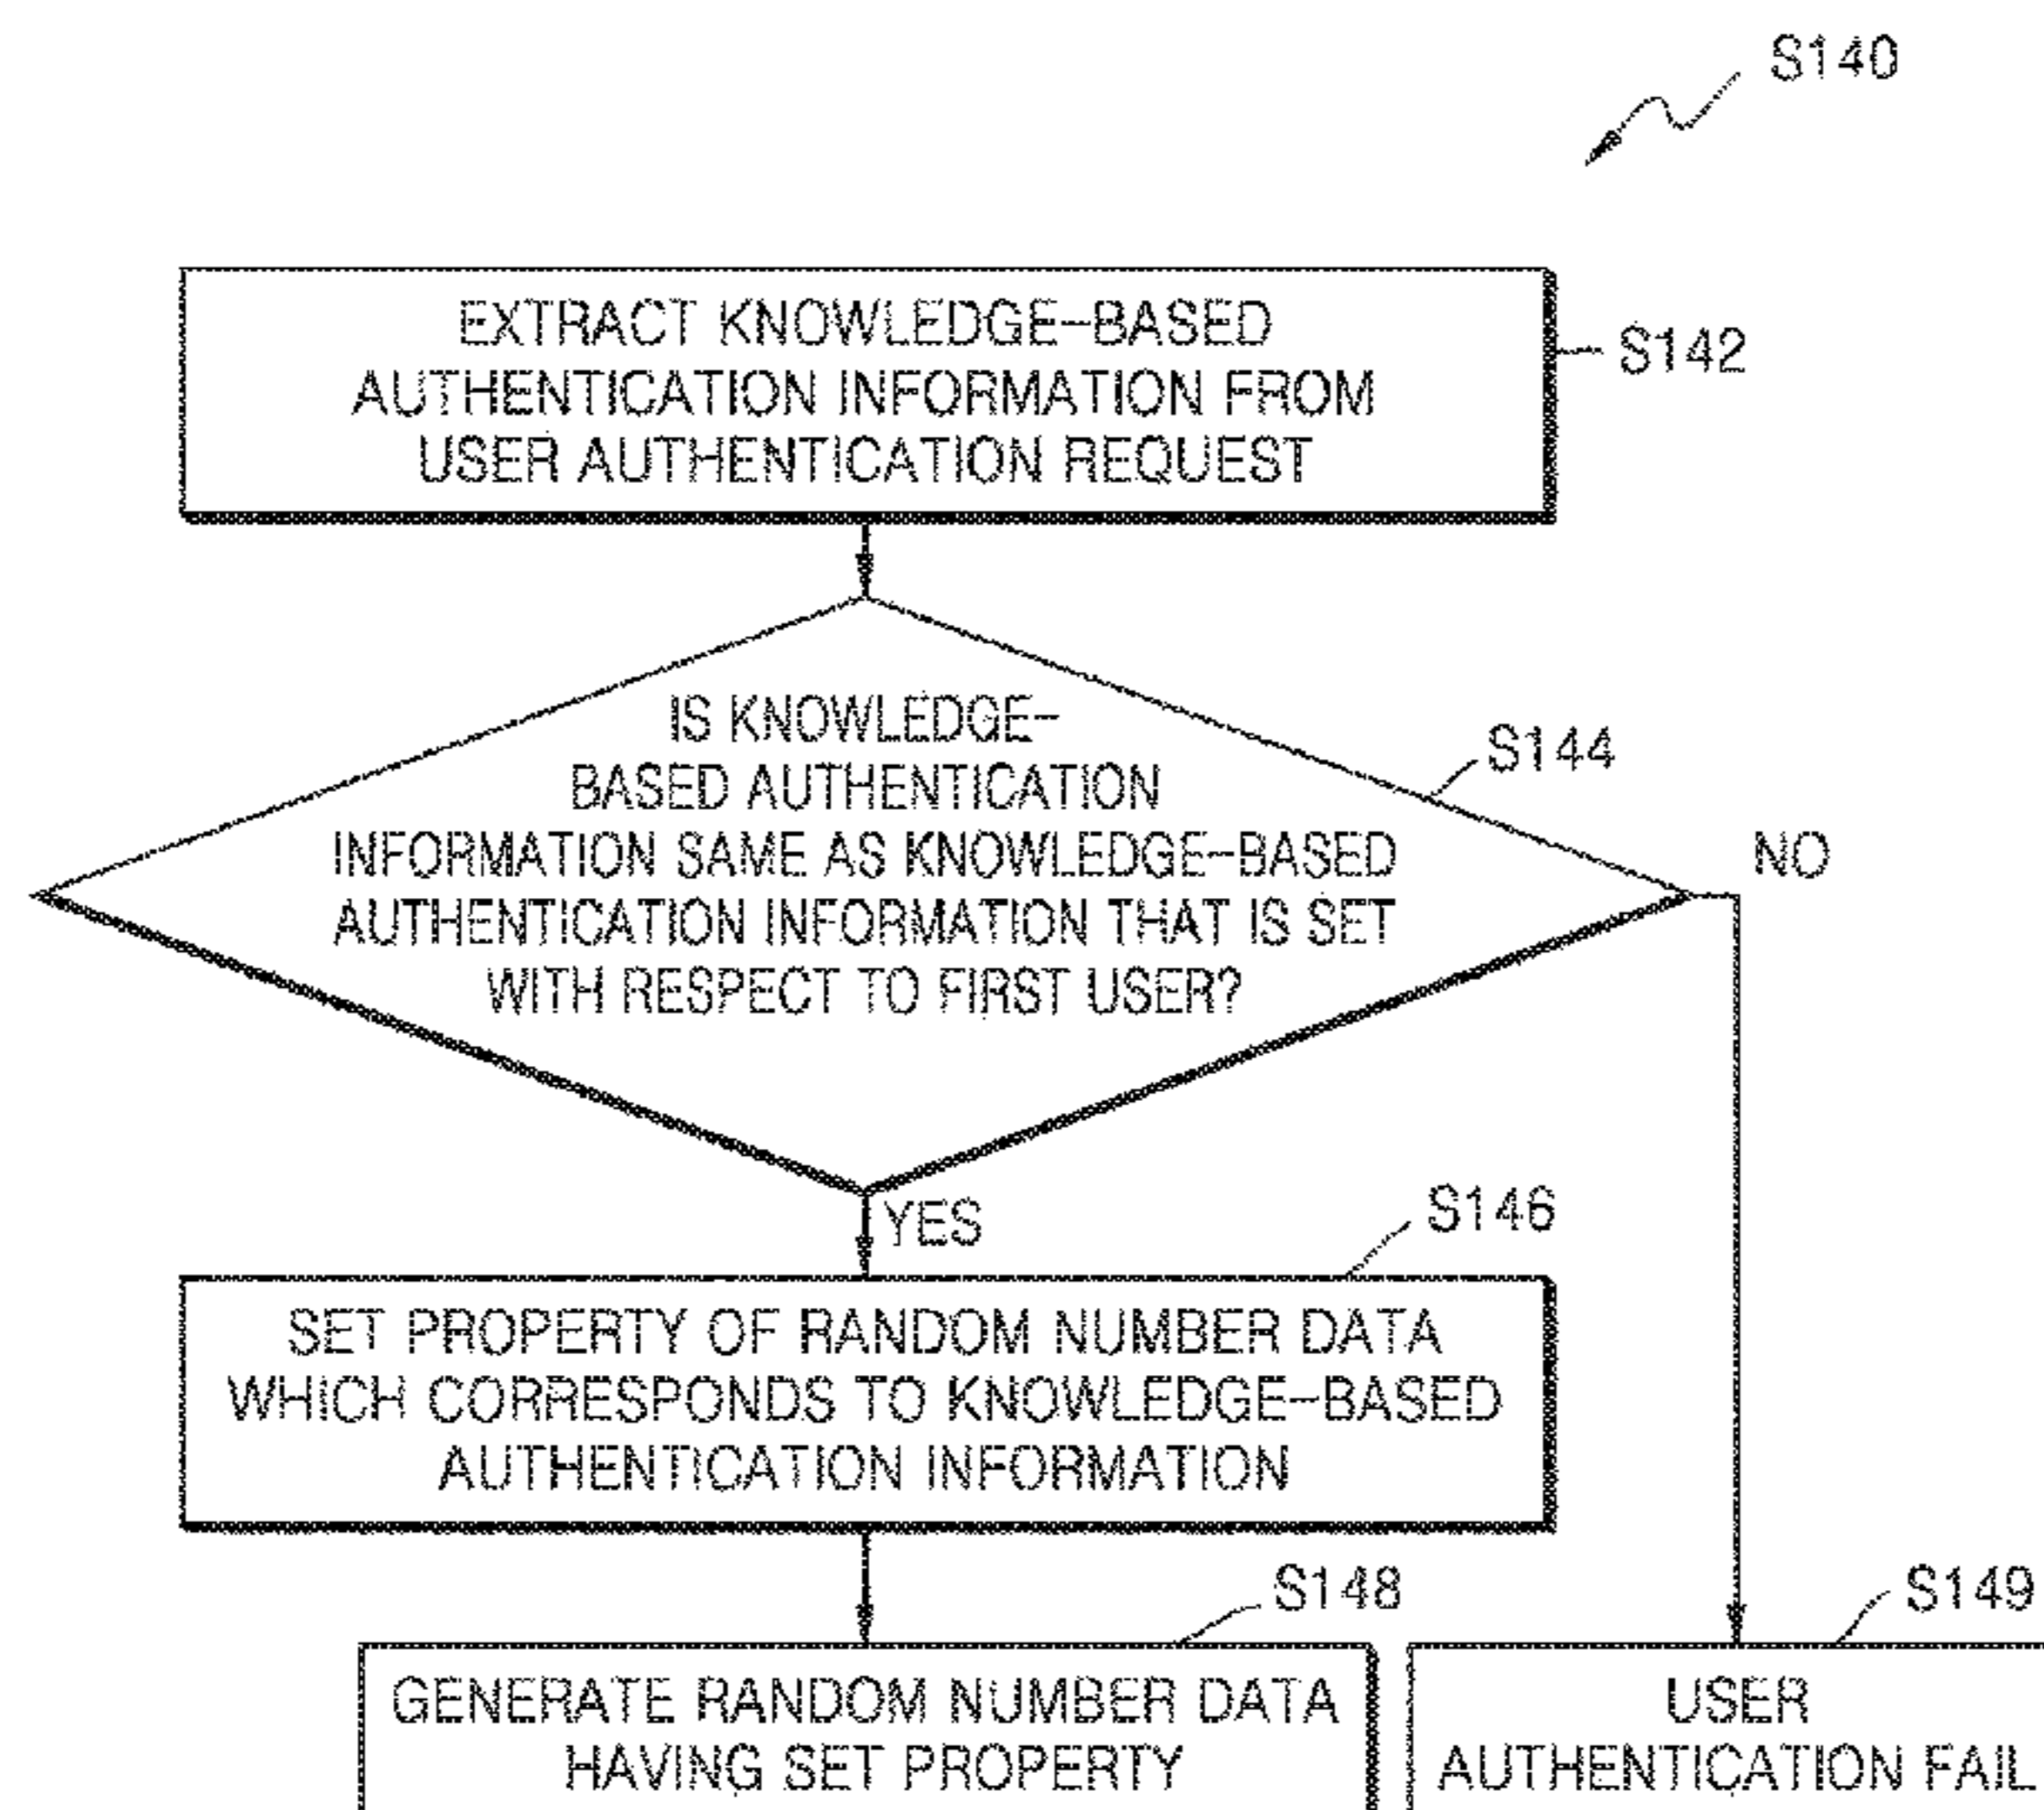 S140
EXTRACT KNOWLEDGE-BASED
AUTHENTICATION INFORMATION FROM
USER AUTHENTICATION REQUEST
S142
IS KNOWLEDGE-
BASED AUTHENTICATION
INFORMATION SAME AS KNOWLEDGE-BASED
AUTHENTICATION INFORMATION THAT IS SET
WITH RESPECT TO FIRST USER?
S144
NO
YES
S146
SET PROPERTY OF RANDOM NUMBER DATA
WHICH CORRESPONDS TO KNOWLEDGE-BASED
AUTHENTICATION INFORMATION
S148
S149
GENERATE RANDOM NUMBER DATA
HAVING SET PROPERTY
USER
AUTHENTICATION FAIL